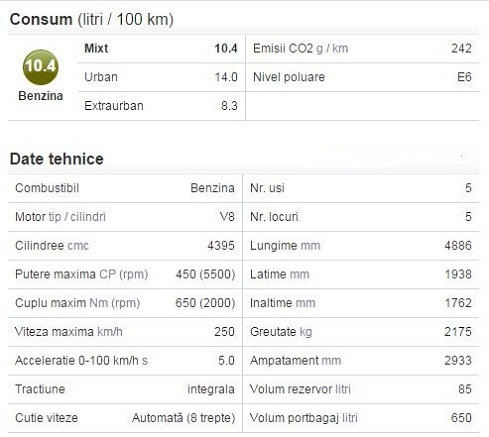 Consum (litri / 100 km)
10.4
Benzina
Mixt 10.4
Urban 14.0
Extraurban 8.3
Emisii CO2 g / km 242
Nivel poluare E6
Date tehnice
Combustibil Benzina
Motor tip / cilindri V8
Cilindree cmc 4395
Putere maxima CP (rpm) 450 (5500)
Cuplu maxim Nm (rpm) 650 (2000)
Viteza maxima km/h 250
Acceleratie 0-100 km/h s 5.0
Tractiune integrala
Cutie viteze Automată (8 trepte)
Nr. usi 5
Nr. locuri 5
Lungime mm 4886
Latime mm 1938
Inaltime mm 1762
Greutate kg 2175
Ampatament mm 2933
Volum rezervor litri 85
Volum portbagaj litri 650